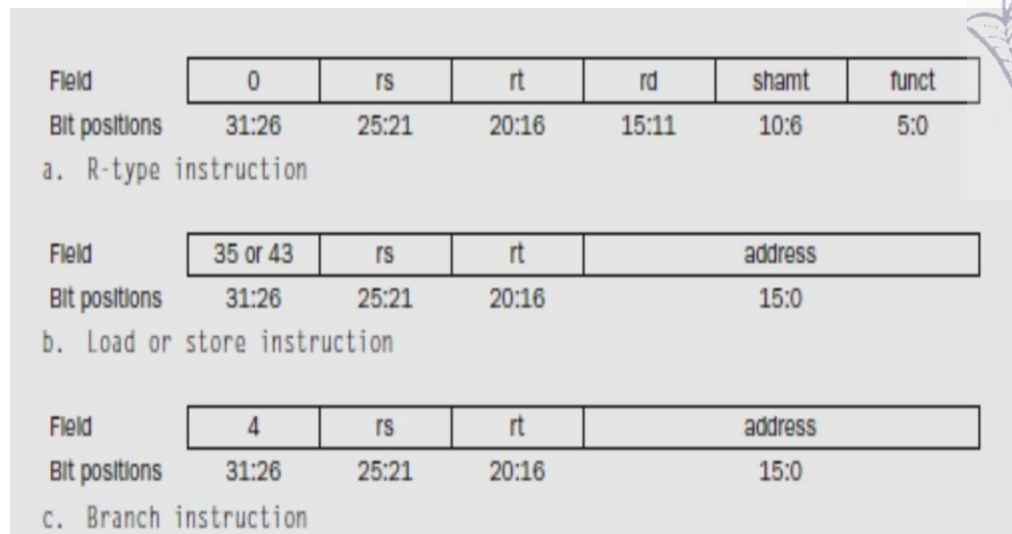 Field 0 rs rt rd shamt funct
Bit positions 31:26 25:21 20:16 15:11 10:6 5:0
a. R-type instruction
Field 35 or 43 rs rt address
Bit positions 31:26 25:21 20:16 15:0
b. Load or store instruction
Field 4 rs rt address
Bit positions 31:26 25:21 20:16 15:0
c. Branch instruction